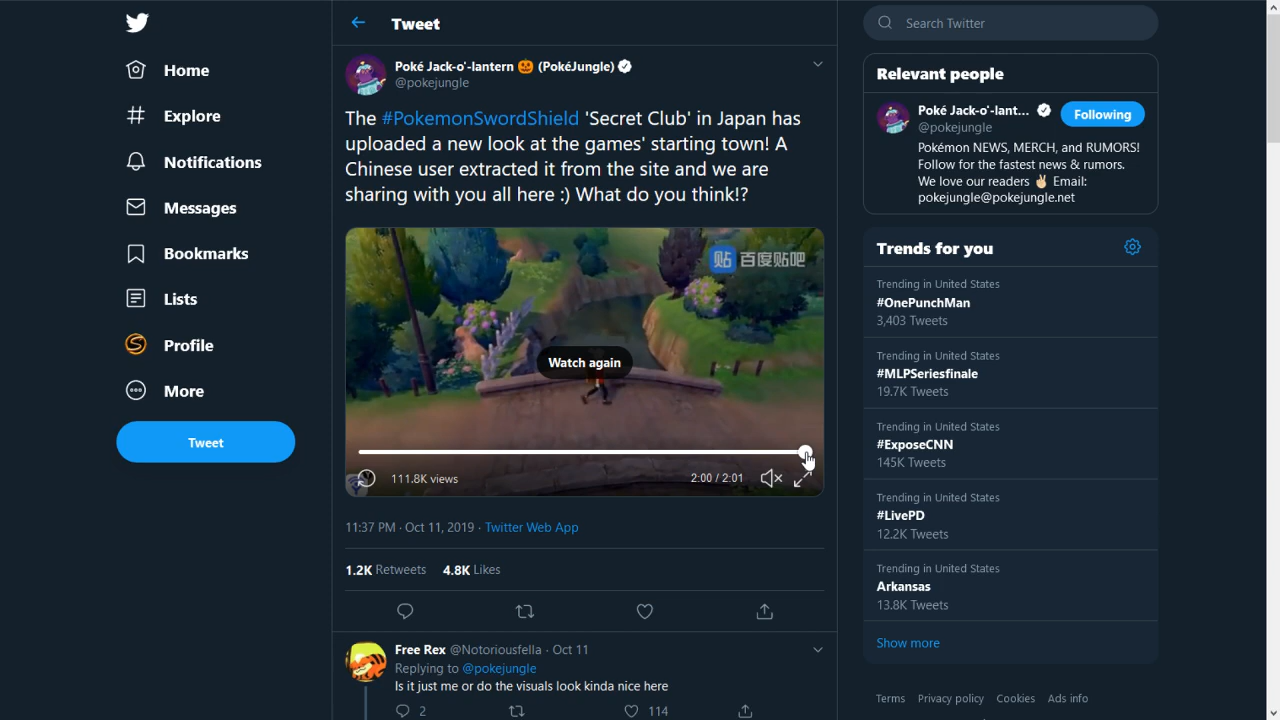 Home
Explore
Notifications
Messages
Bookmarks
Lists
Profile
More
Tweet
Tweet
Poké Jack-o'-lantern 🎃 (PokéJungle)
@pokejungle
The #PokemonSwordShield 'Secret Club' in Japan has
uploaded a new look at the games' starting town! A
Chinese user extracted it from the site and we are
sharing with you all here :) What do you think!?
贴 百度贴吧
Watch again
111.8K views
2:00 / 2:01
11:37 PM · Oct 11, 2019 · Twitter Web App
1.2K Retweets 4.8K Likes
Free Rex @Notoriousfella · Oct 11
Replying to @pokejungle
Is it just me or do the visuals look kinda nice here
2
114
Search Twitter
Relevant people
Poké Jack-o'-lant...
@pokejungle
Following
Pokémon NEWS, MERCH, and RUMORS!
Follow for the fastest news & rumors.
We love our readers ✌🏼 Email:
pokejungle@pokejungle.net
Trends for you
Trending in United States
#OnePunchMan
3,403 Tweets
Trending in United States
#MLPSeriesfinale
19.7K Tweets
Trending in United States
#ExposeCNN
145K Tweets
Trending in United States
#LivePD
12.2K Tweets
Trending in United States
Arkansas
13.8K Tweets
Show more
Terms Privacy policy Cookies Ads info